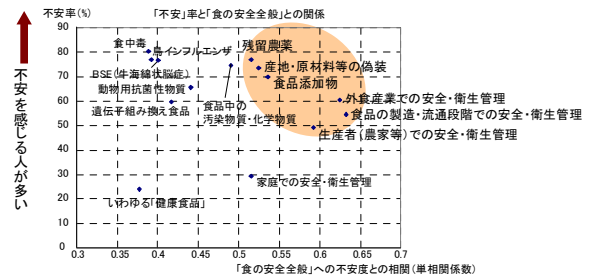 不安率(%)
「不安」率と「食の安全全般」との関係
90
80
70
60
50
40
30
20
10
0
0.3
0.35
0.4
0.45
0.5
0.55
0.6
0.65
0.7
不安を感じる人が多い
食中毒
鳥インフルエンザ
残留農薬
BSE(牛海綿状脳症)
産地・原材料等の偽装
動物用抗菌性物質
食品添加物
遺伝子組み換え食品
食品中の
汚染物質・化学物質
外食産業での安全・衛生管理
食品の製造・流通段階での安全・衛生管理
生産者(農家等)での安全・衛生管理
家庭での安全・衛生管理
いわゆる「健康食品」
「食の安全全般」への不安度との相関(単相関係数)